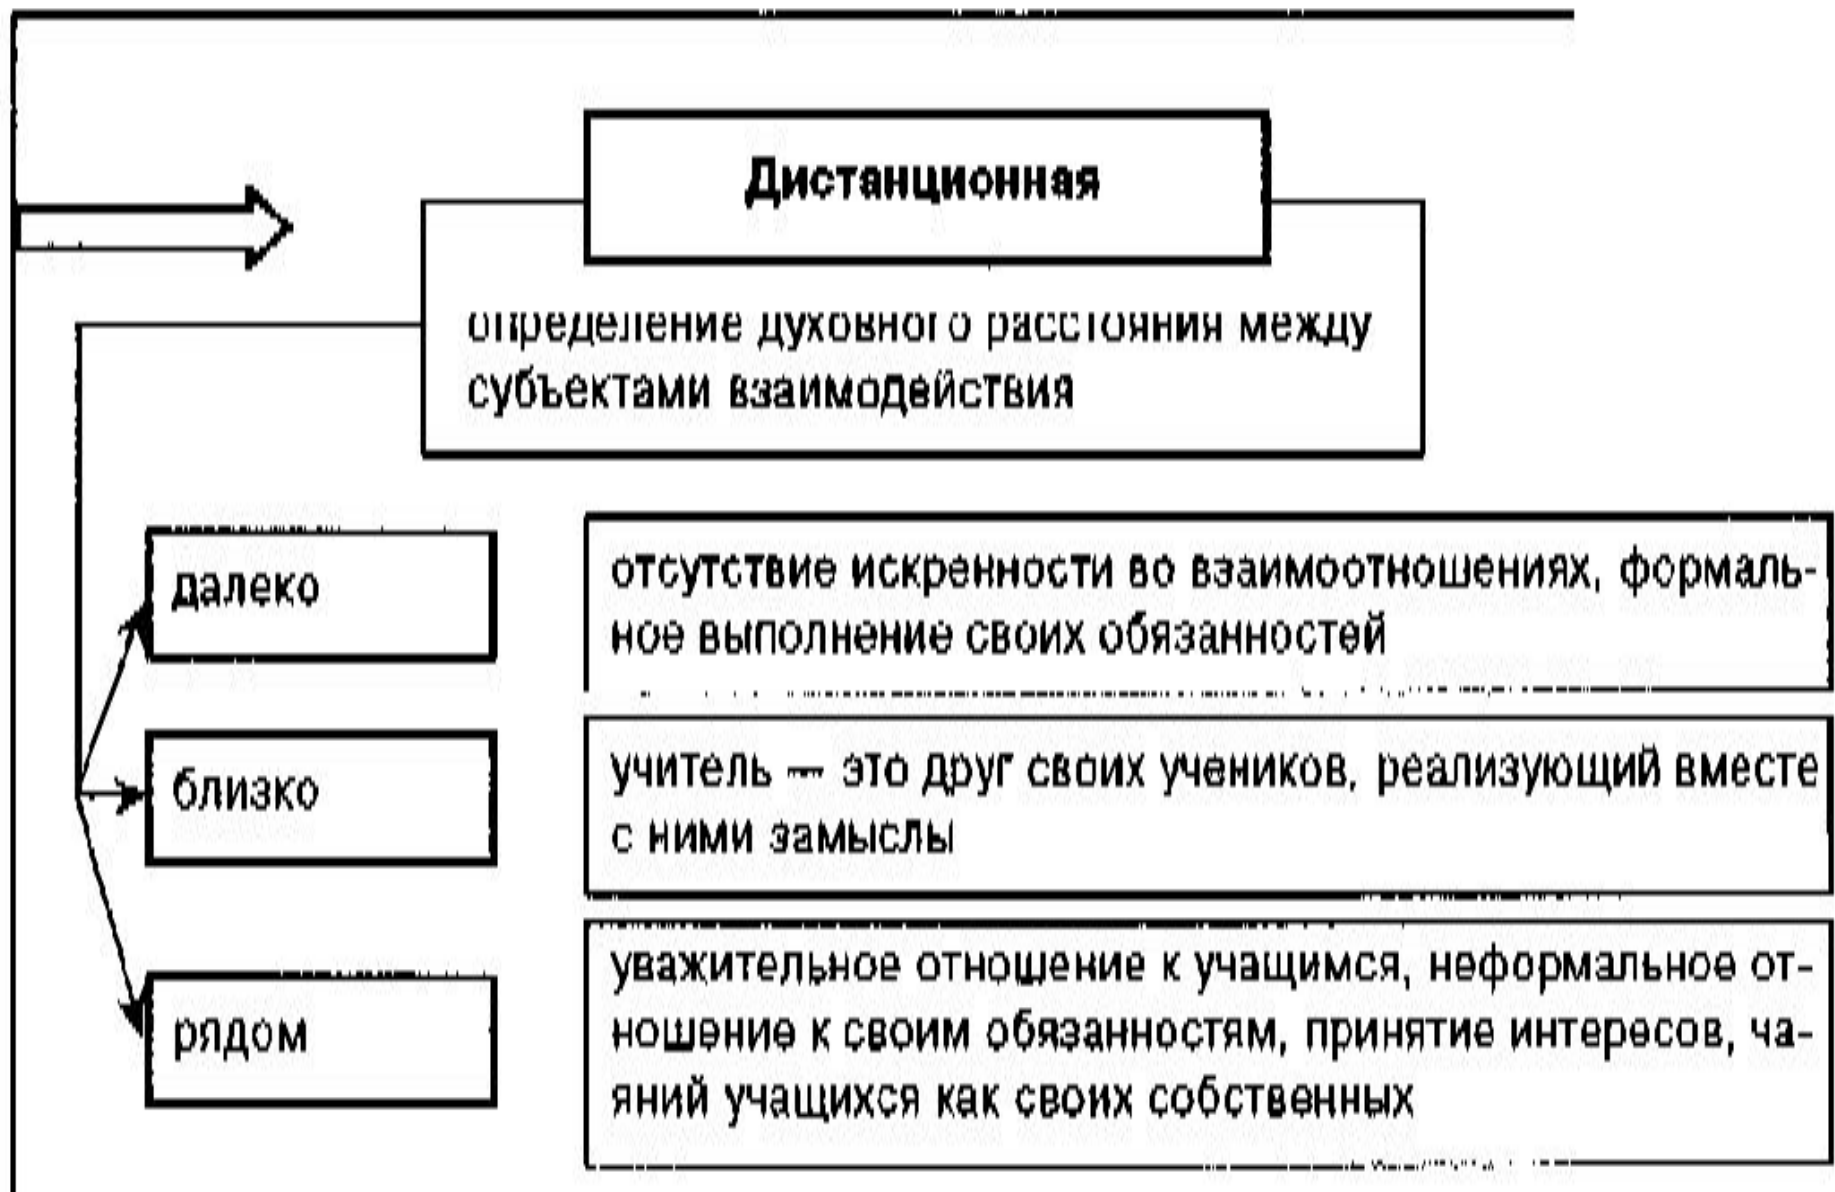 Дистанционная
определение духовного расстояния между
субъектами взаимодействия
далеко
отсутствие искренности во взаимоотношениях, формаль-
ное выполнение своих обязанностей
близко
учитель — это друг своих учеников, реализующий вместе
с ними замыслы
рядом
уважительное отношение к учащимся, неформальное от-
ношение к своим обязанностям, принятие интересов, ча-
яний учащихся как своих собственных